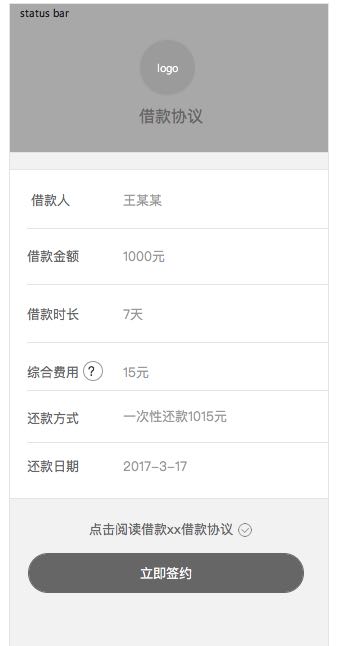 status bar
logo
借款协议
借款人 王某某
借款金额 1000元
借款时长 7天
综合费用 ? 15元
还款方式 一次性还款1015元
还款日期 2017-3-17
点击阅读借款xx借款协议
立即签约